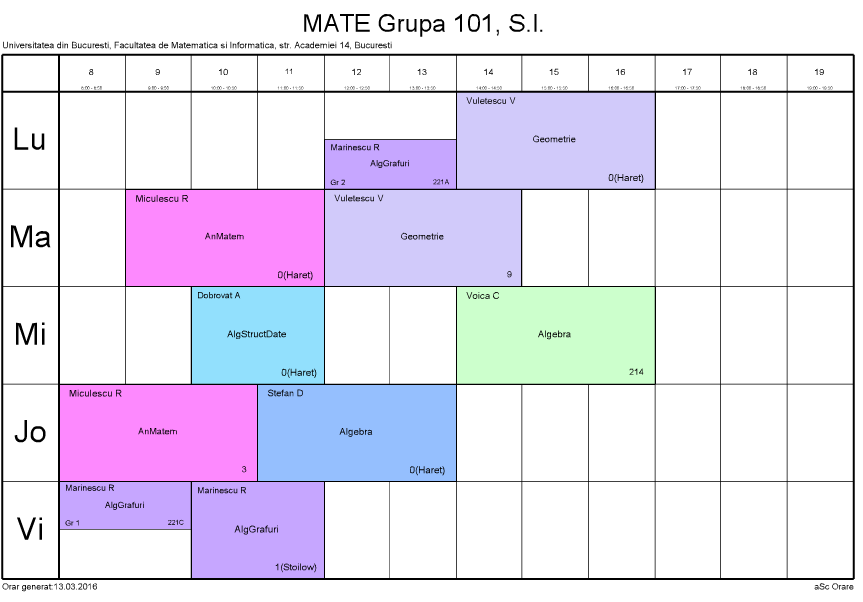 MATE Grupa 101, S.I.
Universitatea din Bucuresti, Facultatea de Matematica si Informatica, str. Academiei 14, Bucuresti
8 9 10 11 12 13 14 15 16 17 18 19
8:00 - 8:50 9:00 - 9:50 10:00 - 10:50 11:00 - 11:50 12:00 - 12:50 13:00 - 13:50 14:00 - 14:50 15:00 - 15:50 16:00 - 16:50 17:00 - 17:50 18:00 - 18:50 19:00 - 19:50
Lu
Marinescu R
AlgGrafuri
Gr 2 221A
Vuletescu V
Geometrie
0(Haret)
Ma
Miculescu R
AnMatem
0(Haret)
Vuletescu V
Geometrie
9
Mi
Dobrovat A
AlgStructDate
0(Haret)
Voica C
Algebra
214
Jo
Miculescu R
AnMatem
3
Stefan D
Algebra
0(Haret)
Vi
Marinescu R
AlgGrafuri
Gr 1 221C
Marinescu R
AlgGrafuri
1(Stoilow)
Orar generat:13.03.2016 aSc Orare